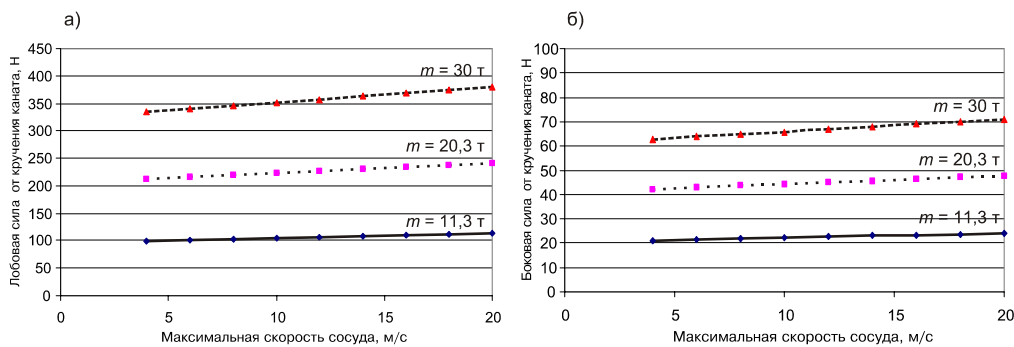 а)
Лобовая сила от кручения каната, Н
450
400
350
300
250
200
150
100
50
0
m = 30 т
m = 20,3 т
m = 11,3 т
0 5 10 15 20
Максимальная скорость сосуда, м/с
б)
Боковая сила от кручения каната, Н
100
90
80
70
60
50
40
30
20
10
0
m = 30 т
m = 20,3 т
m = 11,3 т
0 5 10 15 20
Максимальная скорость сосуда, м/с